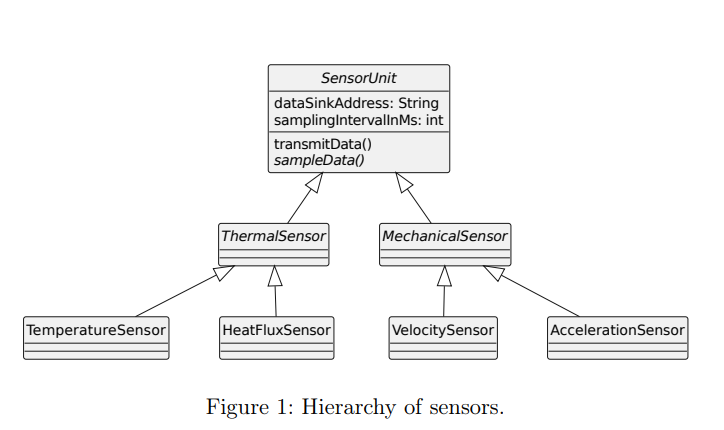 SensorUnit
dataSinkAddress: String
samplingIntervalInMs: int
transmitData()
sampleData()
ThermalSensor
MechanicalSensor
TemperatureSensor
HeatFluxSensor
VelocitySensor
AccelerationSensor
Figure 1: Hierarchy of sensors.